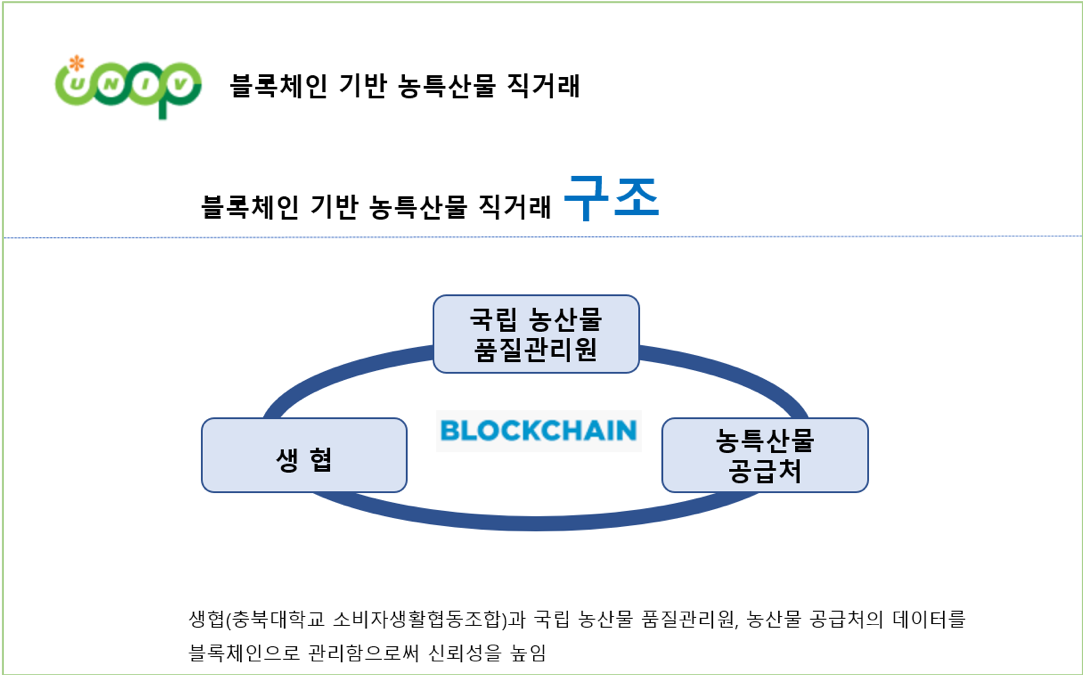 UNIV 블록체인 기반 농특산물 직거래
블록체인 기반 농특산물 직거래 구조
국립 농산물
품질관리원
BLOCKCHAIN
생 협
농특산물
공급처
생협(충북대학교 소비자생활협동조합)과 국립 농산물 품질관리원, 농산물 공급처의 데이터를
블록체인으로 관리함으로써 신뢰성을 높임